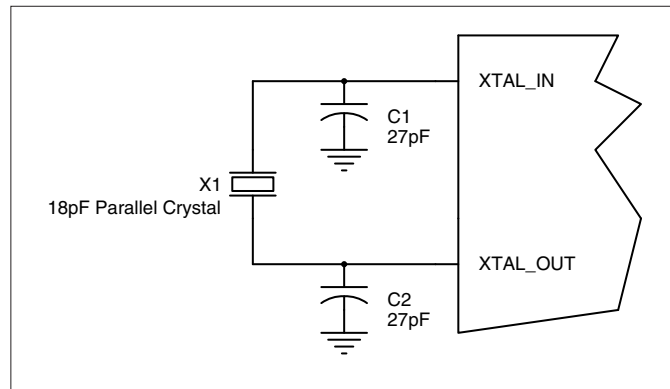 XTAL_IN
C1
27pF
X1
18pF Parallel Crystal
XTAL_OUT
C2
27pF